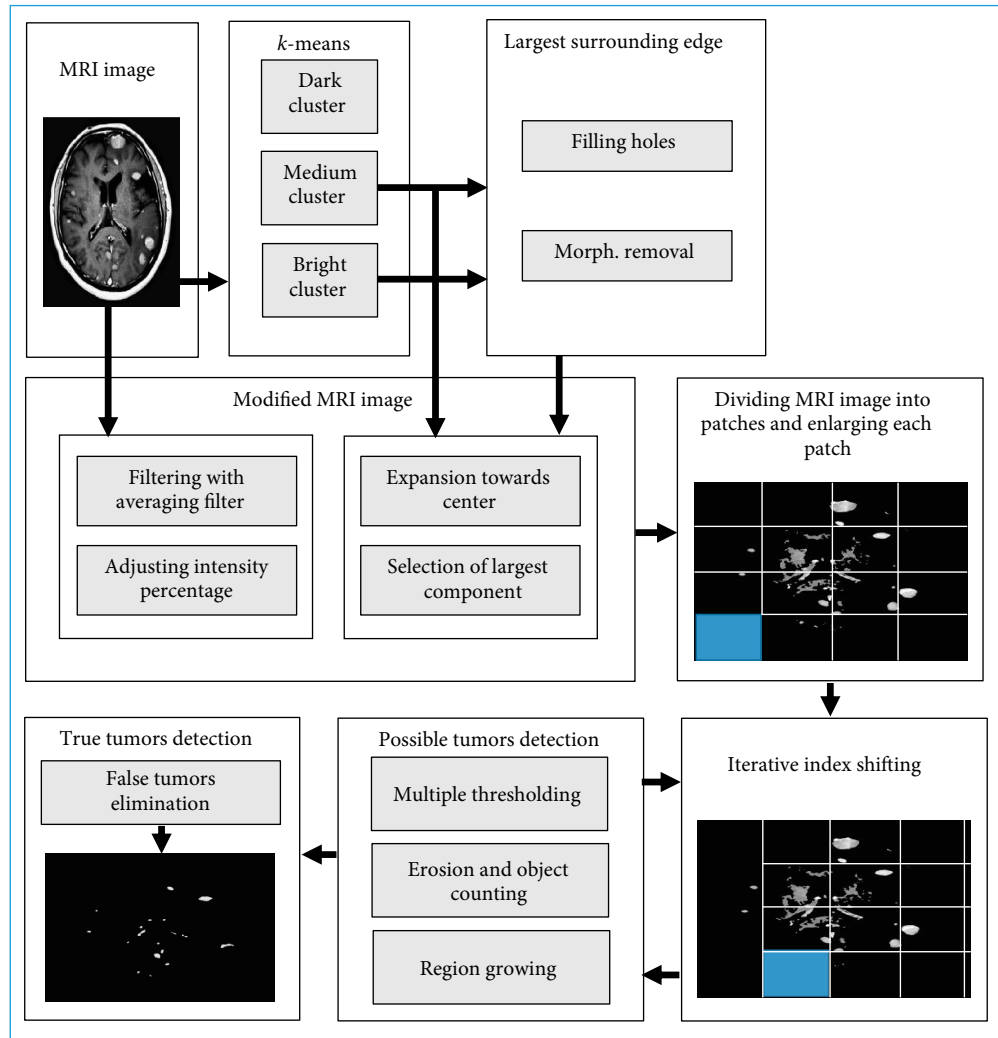 MRI image
k-means
Dark
cluster
Medium
cluster
Bright
cluster
Largest surrounding edge
Filling holes
Morph. removal
Modified MRI image
Filtering with
averaging filter
Adjusting intensity
percentage
Expansion towards
center
Selection of largest
component
Dividing MRI image into
patches and enlarging each
patch
True tumors detection
False tumors
elimination
Possible tumors detection
Multiple thresholding
Erosion and object
counting
Region growing
Iterative index shifting